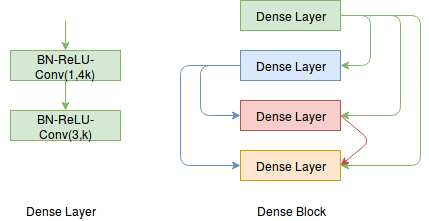 BN-ReLU-
Conv(1,4k)
BN-ReLU-
Conv(3,k)
Dense Layer
Dense Layer
Dense Layer
Dense Layer
Dense Layer
Dense Block